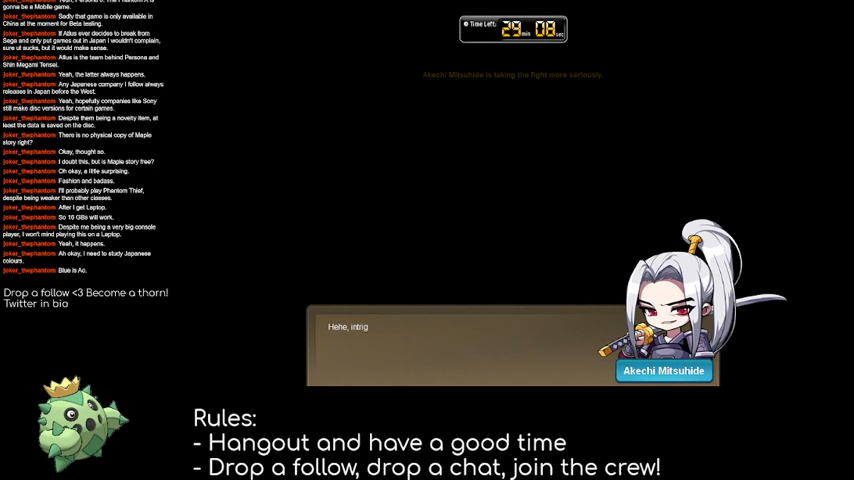 gonna be a Mobile game.
joker_thephantom Sadly that game is only available in
China at the moment for Beta testing.
joker_thephantom If Atlus ever decides to break from
Sega and only put games out in Japan I wouldn't complain,
sure ut sucks, but it would make sense.
joker_thephantom Atlus is the team behind Persona and
Shin Megami Tensei.
joker_thephantom Yeah, the latter always happens.
joker_thephantom Any Japanese company I follow always
releases in Japan before the West.
joker_thephantom Yeah, hopefully companies like Sony
still make disc versions for certain games.
joker_thephantom Despite them being a novelty item, at
least the data is saved on the disc.
joker_thephantom There is no physical copy of Maple
story right?
joker_thephantom Okay, thought so.
joker_thephantom I doubt this, but is Maple story free?
joker_thephantom Oh okay, a little surprising.
joker_thephantom Fashion and badass.
joker_thephantom I'll probably play Phantom Thief,
despite being weaker than other classes.
joker_thephantom After I get Laptop.
joker_thephantom So 16 GBs will work.
joker_thephantom Despite me being a very big console
player, I won't mind playing this on a Laptop.
joker_thephantom Yeah, it happens.
joker_thephantom Ah okay, I need to study Japanese
colours.
joker_thephantom Blue is Ao.
Drop a follow <3 Become a thorn!
Twitter in bio
Time Left: 29 min 08 sec
Akechi Mitsuhide is taking the fight more seriously.
Hehe, intrig
Akechi Mitsuhide
Rules:
- Hangout and have a good time
- Drop a follow, drop a chat, join the crew!